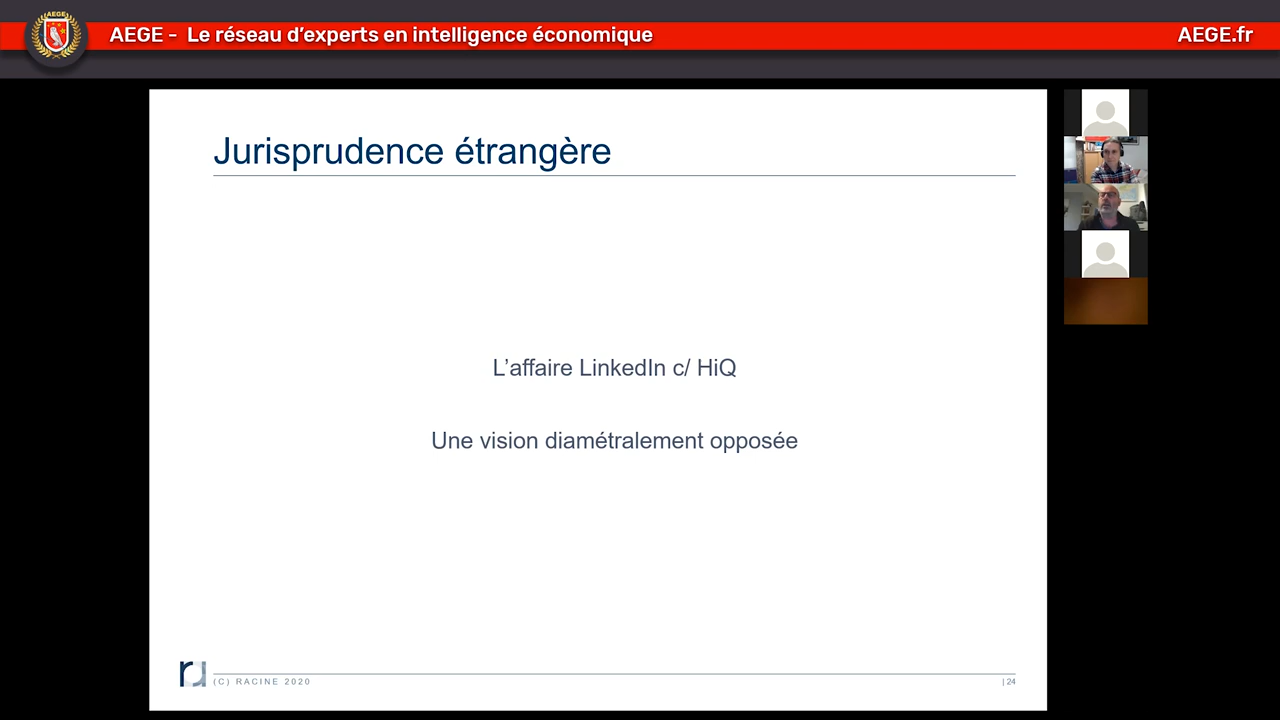 AEGE
AEGE - Le réseau d'experts en intelligence économique
AEGE.fr
Jurisprudence étrangère
L'affaire LinkedIn c/ HiQ
Une vision diamétralement opposée
(C) RACINE 2020
| 24